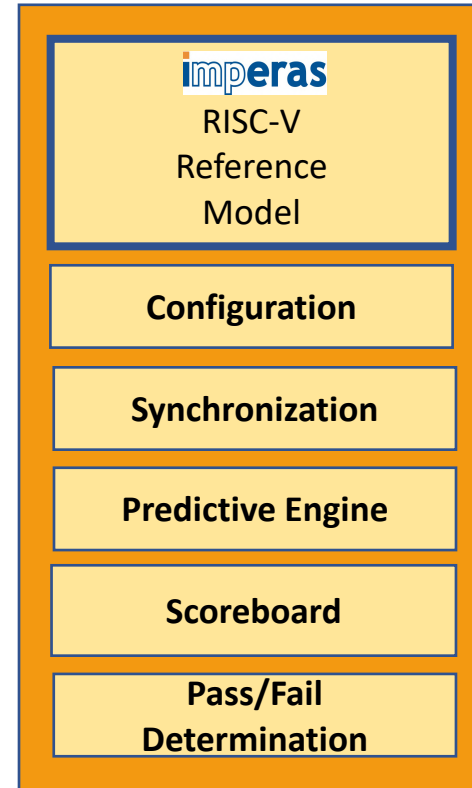 imperas
RISC-V
Reference
Model
Configuration
Synchronization
Predictive Engine
Scoreboard
Pass/Fail
Determination